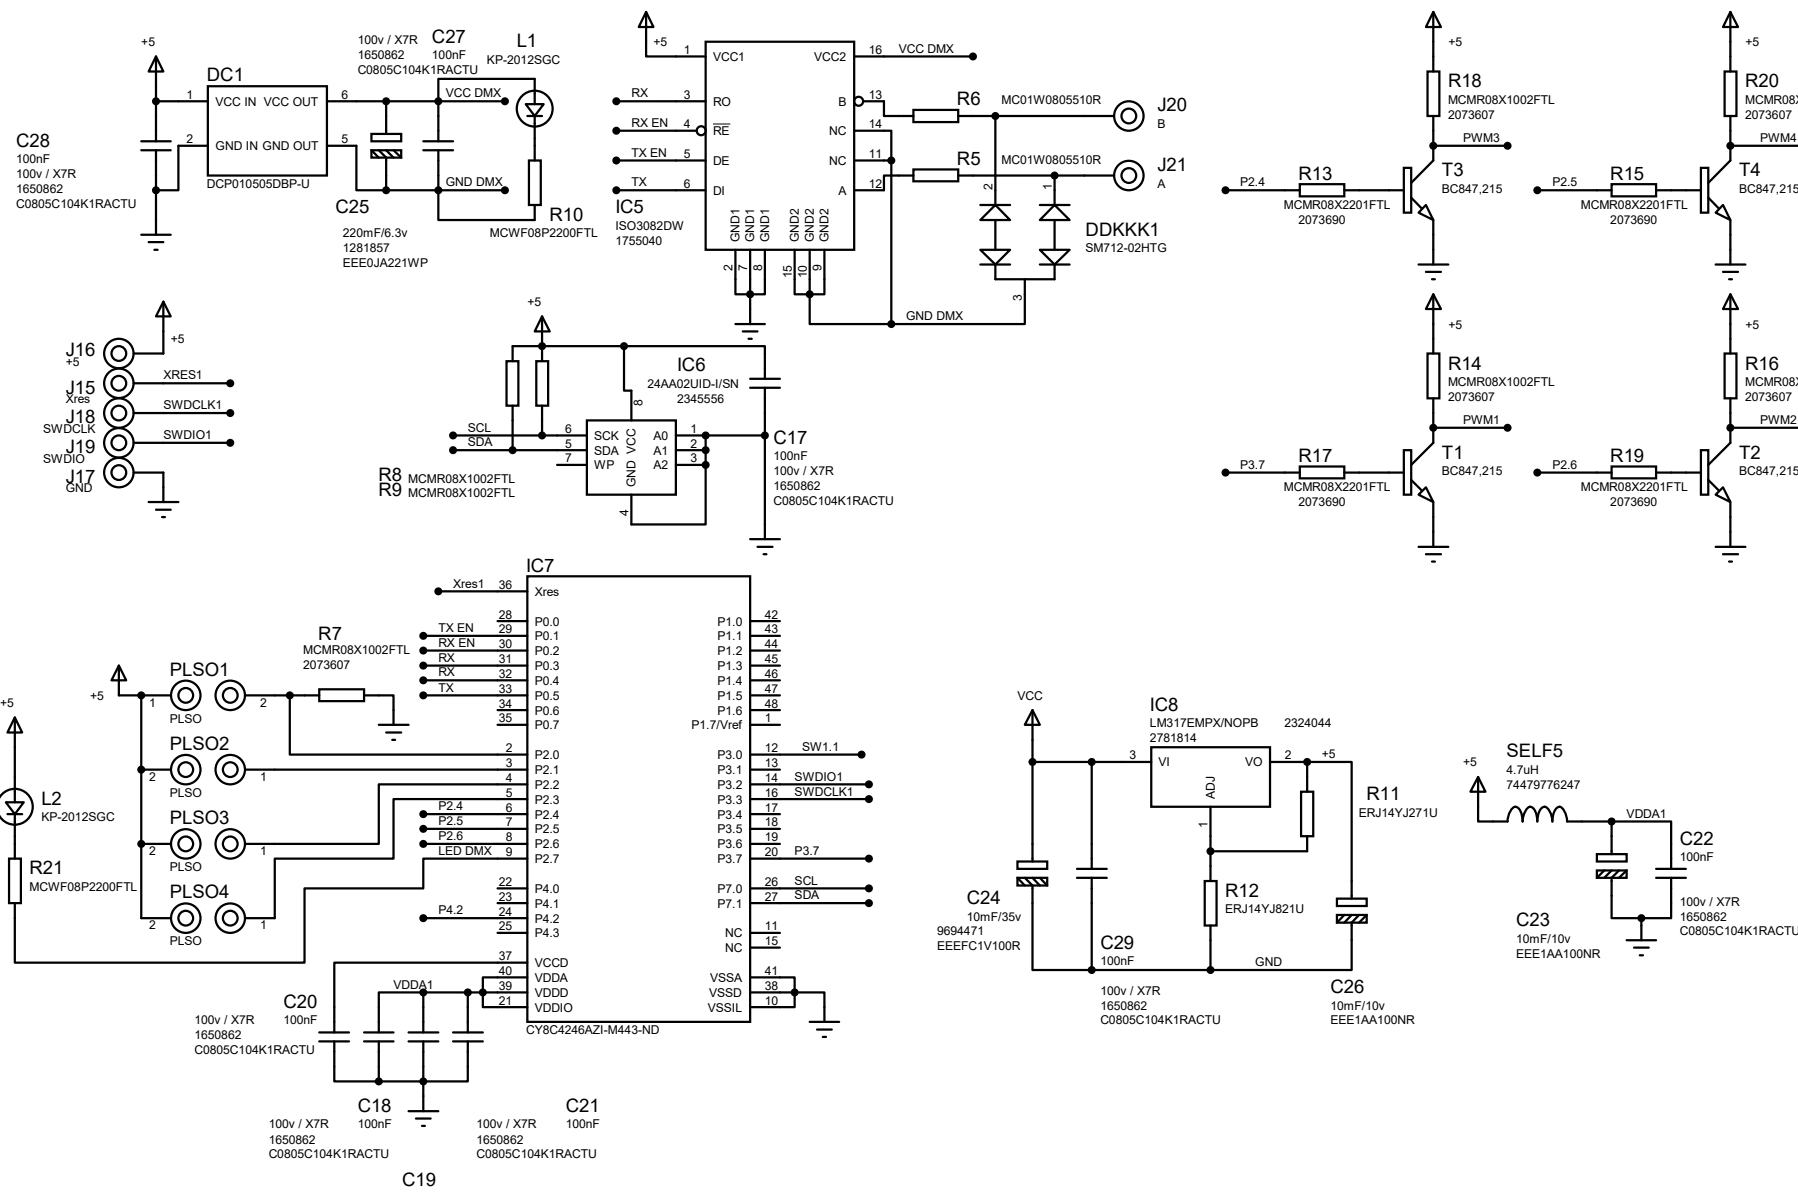 +5
DC1
1
VCC IN
VCC OUT
6
2
GND IN
GND OUT
5
DCP010505DBP-U
C28
100nF
100v / X7R
1650862
C0805C104K1RACTU
100v / X7R
1650862
C0805C104K1RACTU
C27
100nF
L1
KP-2012SGC
VCC DMX
GND DMX
C25
220mF/6.3v
1281857
EEE0JA221WP
R10
MCWF08P2200FTL
+5
1
VCC1
VCC2
16
VCC DMX
RX
3
RO
RX EN
4
RE
TX EN
5
DE
TX
6
DI
B
13
NC
14
NC
11
A
12
IC5
ISO3082DW
1755040
GND1
GND1
GND1
GND2
GND2
GND2
2
7
8
15
10
9
R6
MC01W0805510R
J20
B
R5
MC01W0805510R
J21
A
2
1
3
DDKKK1
SM712-02HTG
GND DMX
+5
R18
MCMR08X1002FTL
2073607
PWM3
P2.4
R13
MCMR08X2201FTL
2073690
T3
BC847,215
+5
R20
MCMR08X
2073607
PWM4
P2.5
R15
MCMR08X2201FTL
2073690
T4
BC847,215
+5
R14
MCMR08X1002FTL
2073607
PWM1
P3.7
R17
MCMR08X2201FTL
2073690
T1
BC847,215
+5
R16
MCMR08X
2073607
PWM2
P2.6
R19
MCMR08X2201FTL
2073690
T2
BC847,215
+5
J16
+5
J15
Xres
XRES1
J18
SWDCLK
SWDCLK1
J19
SWDIO
SWDIO1
J17
GND
+5
IC6
24AA02UID-I/SN
2345556
8
SCL
6
SCK
SDA
5
SDA
7
WP
VCC
GND
A0
1
A1
2
A2
3
4
R8 MCMR08X1002FTL
R9 MCMR08X1002FTL
C17
100nF
100v / X7R
1650862
C0805C104K1RACTU
IC7
Xres1
36
Xres
28
P0.0
TX EN
29
P0.1
RX EN
30
P0.2
RX
31
P0.3
RX
32
P0.4
TX
33
P0.5
34
P0.6
35
P0.7
2
P2.0
3
P2.1
4
P2.2
5
P2.3
P2.4
6
P2.4
P2.5
7
P2.5
P2.6
8
P2.6
LED DMX
9
P2.7
22
P4.0
23
P4.1
P4.2
24
P4.2
25
P4.3
37
VCCD
40
VDDA
39
VDDD
21
VDDIO
P1.0
42
P1.1
43
P1.2
44
P1.3
45
P1.4
46
P1.5
47
P1.6
48
P1.7/Vref
1
P3.0
12
SW1.1
P3.1
13
P3.2
14
SWDIO1
P3.3
16
SWDCLK1
P3.4
17
P3.5
18
P3.6
19
P3.7
20
P3.7
P7.0
26
SCL
P7.1
27
SDA
NC
11
NC
15
VSSA
41
VSSD
38
VSSIL
10
CY8C4246AZI-M443-ND
R7
MCMR08X1002FTL
2073607
+5
PLSO1
1
2
PLSO
PLSO2
2
1
PLSO
PLSO3
2
1
PLSO
PLSO4
2
1
PLSO
+5
L2
KP-2012SGC
R21
MCWF08P2200FTL
VDDA1
C20
100nF
100v / X7R
1650862
C0805C104K1RACTU
C18
100nF
100v / X7R
1650862
C0805C104K1RACTU
C21
100nF
100v / X7R
1650862
C0805C104K1RACTU
C19
VCC
IC8
LM317EMPX/NOPB
2324044
2781814
3
VI
VO
2
+5
ADJ
1
R11
ERJ14YJ271U
R12
ERJ14YJ821U
C24
10mF/35v
9694471
EEEFC1V100R
C29
100nF
100v / X7R
1650862
C0805C104K1RACTU
GND
C26
10mF/10v
EEE1AA100NR
+5
SELF5
4.7uH
74479776247
VDDA1
C22
100nF
100v / X7R
1650862
C0805C104K1RACTU
C23
10mF/10v
EEE1AA100NR